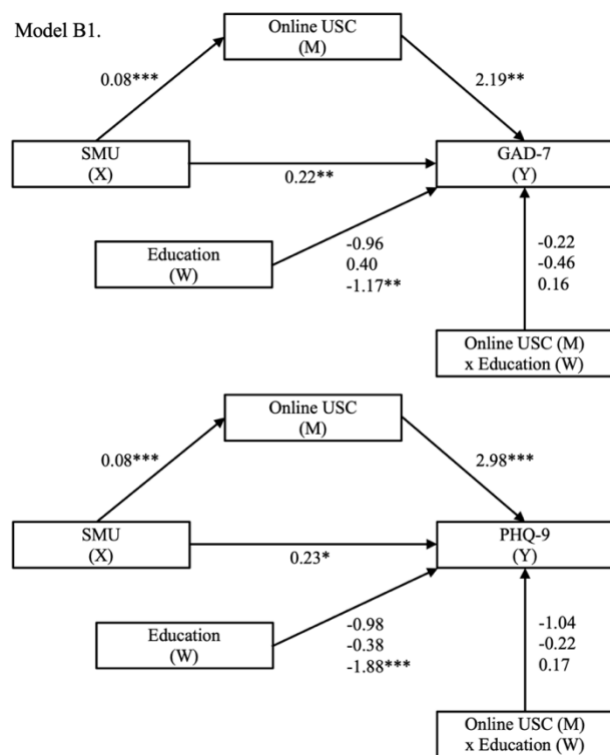 Model B1.
Online USC
(M)
0.08***
2.19**
SMU
(X)
0.22**
GAD-7
(Y)
Education
(W)
-0.96
0.40
-1.17**
-0.22
-0.46
0.16
Online USC (M)
x Education (W)
Online USC
(M)
0.08***
2.98***
SMU
(X)
0.23*
PHQ-9
(Y)
Education
(W)
-0.98
-0.38
-1.88***
-1.04
-0.22
0.17
Online USC (M)
x Education (W)